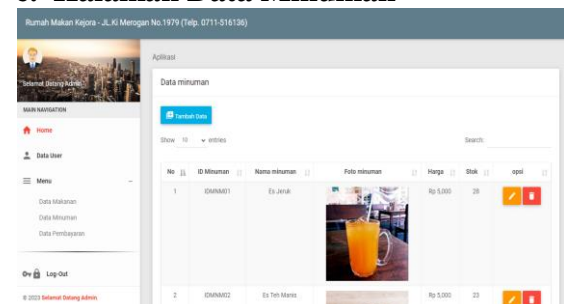 Rumah Makan Kejora - JL.Ki Merogan No.1979 (Telp. 0711-516136)
Selamat Datang Admin
MAIN NAVIGATION
Home
Data User
Menu
Data Makanan
Data Minuman
Data Pembayaran
Log-Out
© 2023 Selamat Datang Admin
Aplikasi
Data minuman
Tambah Data
Show 10 entries
Search:
No ID Minuman Nama minuman Foto minuman Harga Stok opsi
1 IDMNM01 Es Jeruk Rp 5,000 28
2 IDMNM02 Es Teh Manis Rp 5,000 23